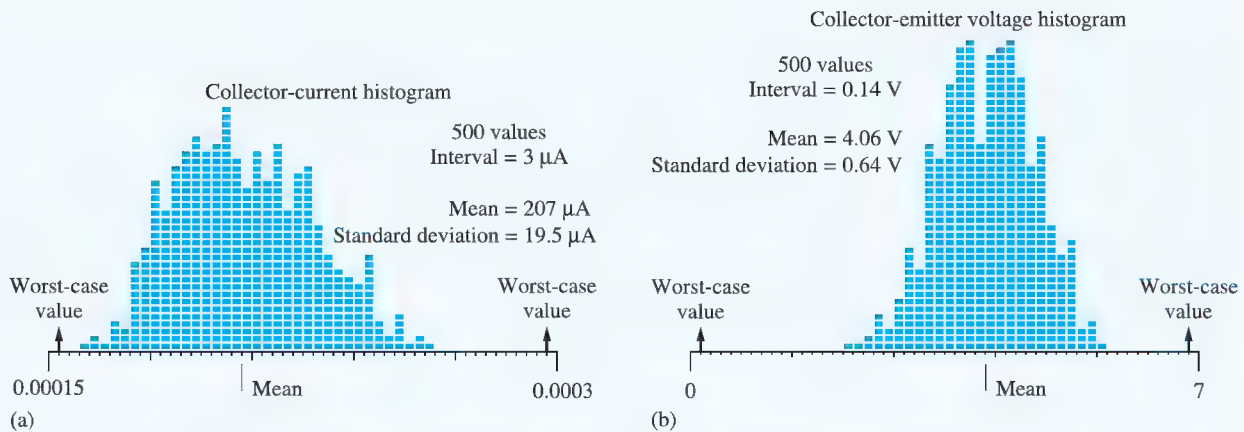 Collector-current histogram
500 values
Interval = 3 μA
Mean = 207 μA
Standard deviation = 19.5 μA
Worst-case
value
Worst-case
value
0.00015
Mean
0.0003
(a)
Collector-emitter voltage histogram
500 values
Interval = 0.14 V
Mean = 4.06 V
Standard deviation = 0.64 V
Worst-case
value
Worst-case
value
0
Mean
7
(b)